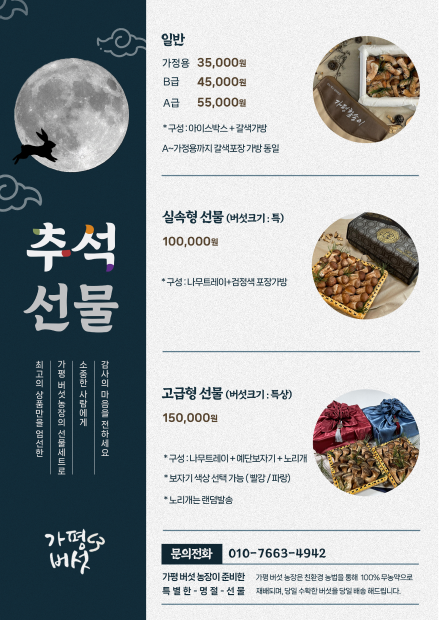 일반
가정용 35,000원
B급 45,000원
A급 55,000원
*구성 : 아이스박스 + 갈색가방
A~가정용까지 갈색포장 가방 동일
실속형 선물 (버섯크기 : 특)
100,000원
*구성 : 나무트레이+검정색 포장가방
고급형 선물 (버섯크기 : 특상)
150,000원
*구성 : 나무트레이 + 예단보자기 + 노리개
*보자기 색상 선택 가능 ( 빨강 / 파랑)
*노리개는 랜덤발송
추석
선물
감사의 마음을 전하세요
소중한 사람에게
가평 버섯농장의 선물세트로
최고의 상품만을 엄선한
가평
버섯
문의전화 010-7663-4942
가평 버섯 농장이 준비한
특별한-명절-선물
가평 버섯 농장은 친환경 농법을 통해 100% 무농약으로
재배되며, 당일 수확한 버섯을 당일 배송 해드립니다.